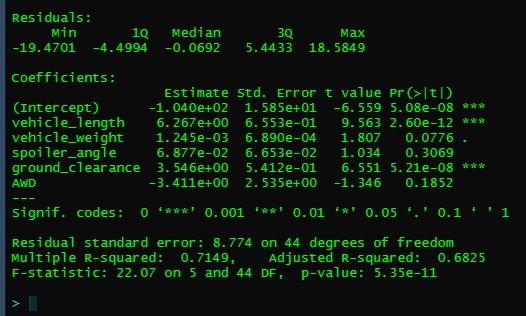 Residuals:
     Min       1Q   Median       3Q      Max
-19.4701  -4.4994  -0.0692   5.4433  18.5849
Coefficients:
                   Estimate Std. Error t value Pr(>|t|)
(Intercept)      -1.040e+02  1.585e+01  -6.559 5.08e-08 ***
vehicle_length    6.267e+00  6.553e-01   9.563 2.60e-12 ***
vehicle_weight    1.245e-03  6.890e-04   1.807   0.0776 .
spoiler_angle     6.877e-02  6.653e-02   1.034   0.3069
ground_clearance  3.546e+00  5.412e-01   6.551 5.21e-08 ***
AWD              -3.411e+00  2.535e+00  -1.346   0.1852
---
Signif. codes:  0 ‘***’ 0.001 ‘**’ 0.01 ‘*’ 0.05 ‘.’ 0.1 ‘ ’ 1
Residual standard error: 8.774 on 44 degrees of freedom
Multiple R-squared:  0.7149,	Adjusted R-squared:  0.6825
F-statistic: 22.07 on 5 and 44 DF,  p-value: 5.35e-11
>